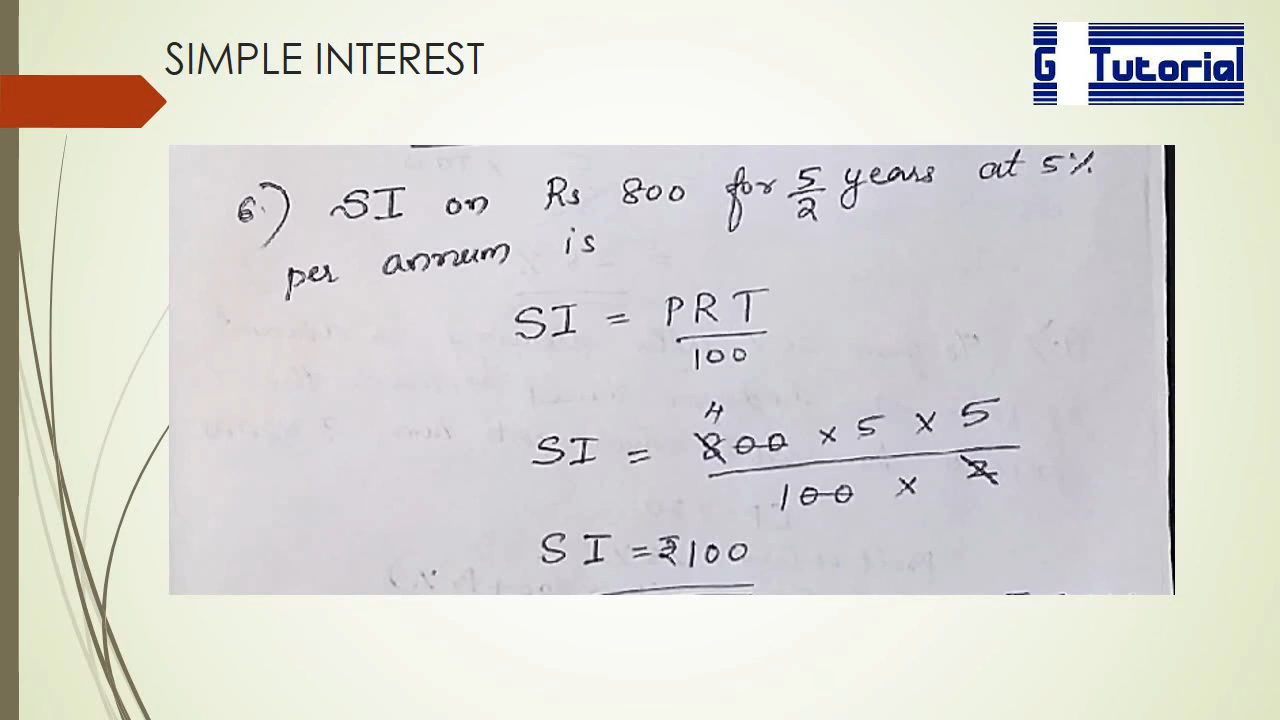 SIMPLE INTEREST
G Tutorial
6.) SI on Rs 800 for 5/2 years at 5%
per annum is
SI = PRT
100
4
SI = 800 × 5 × 5
100 × 2
SI = ₹100